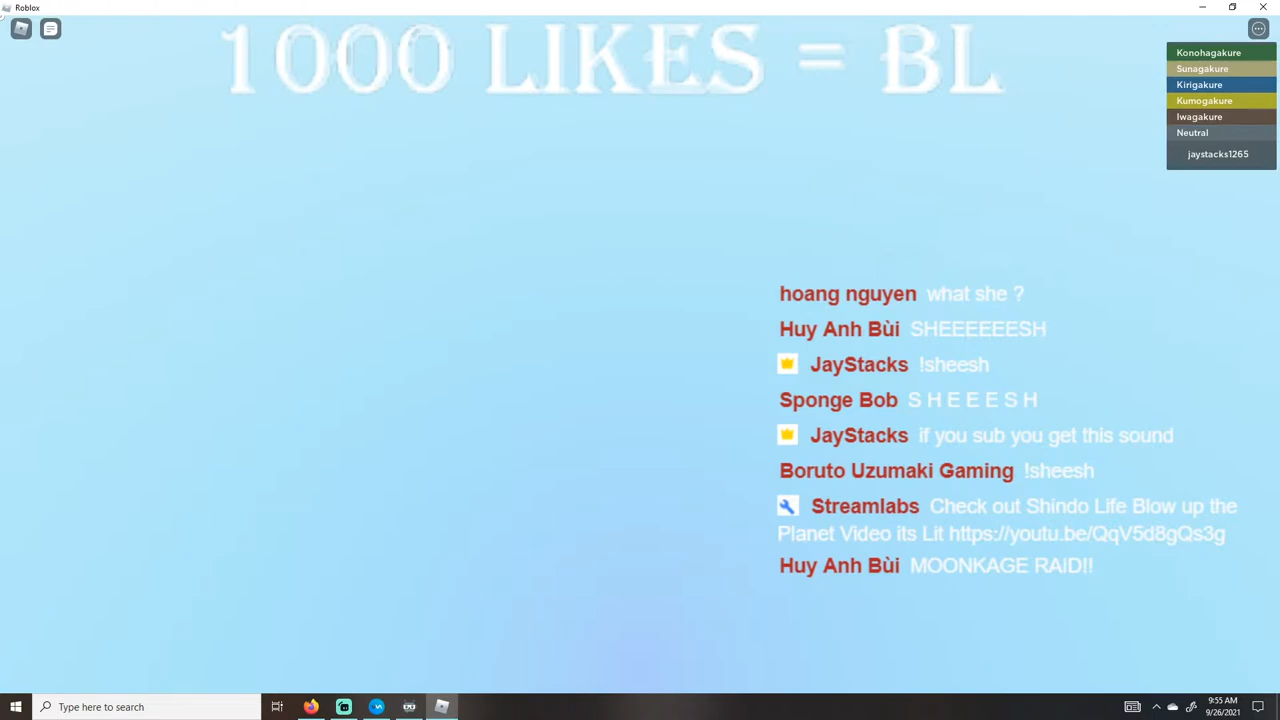 Roblox
1000 LIKES = BL
Konohagakure
Sunagakure
Kirigakure
Kumogakure
Iwagakure
Neutral
jaystacks1265
hoang nguyen what she ?
Huy Anh Bùi SHEEEEEESH
JayStacks !sheesh
Sponge Bob S H E E E S H
JayStacks if you sub you get this sound
Boruto Uzumaki Gaming !sheesh
Streamlabs Check out Shindo Life Blow up the
Planet Video its Lit https://youtu.be/QqV5d8gQs3g
Huy Anh Bùi MOONKAGE RAID!!
Type here to search
9:55 AM
9/26/2021